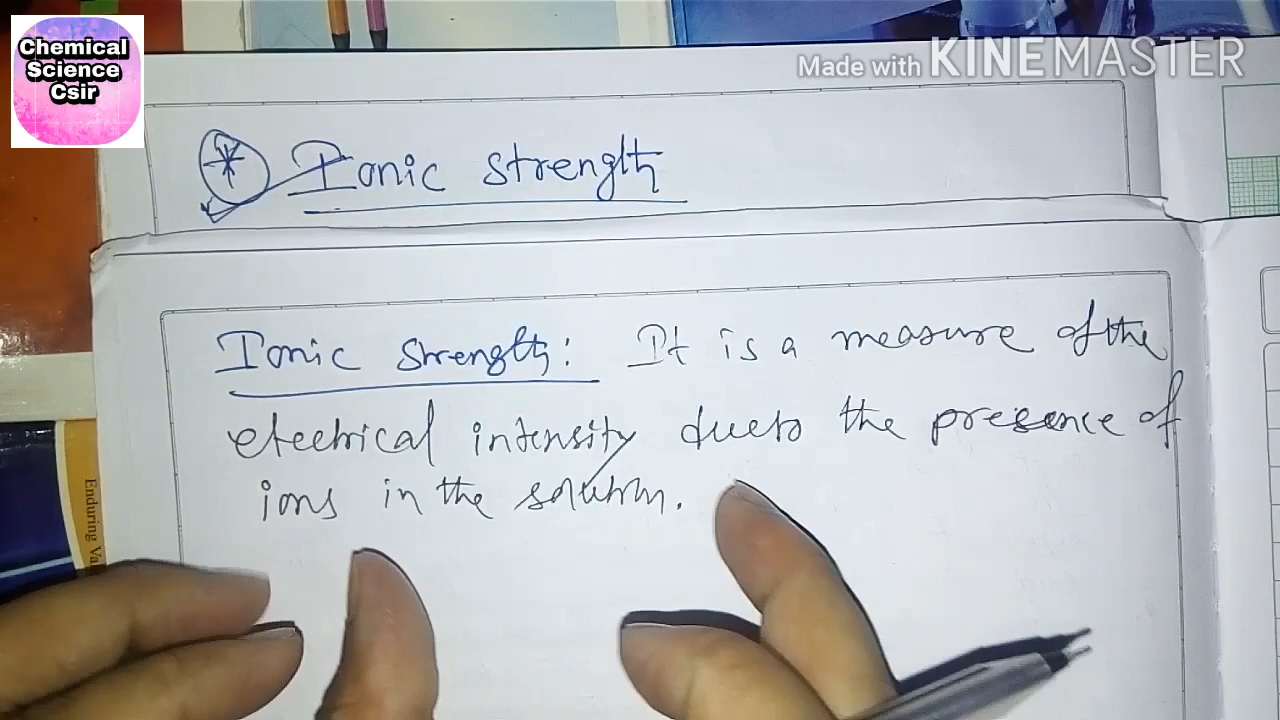 Chemical
Science
Csir
Made with KINEMASTER
Ionic strength
Ionic strength: It is a measure of the
electrical intensity due to the presence of
ions in the solution.
Enduring Va